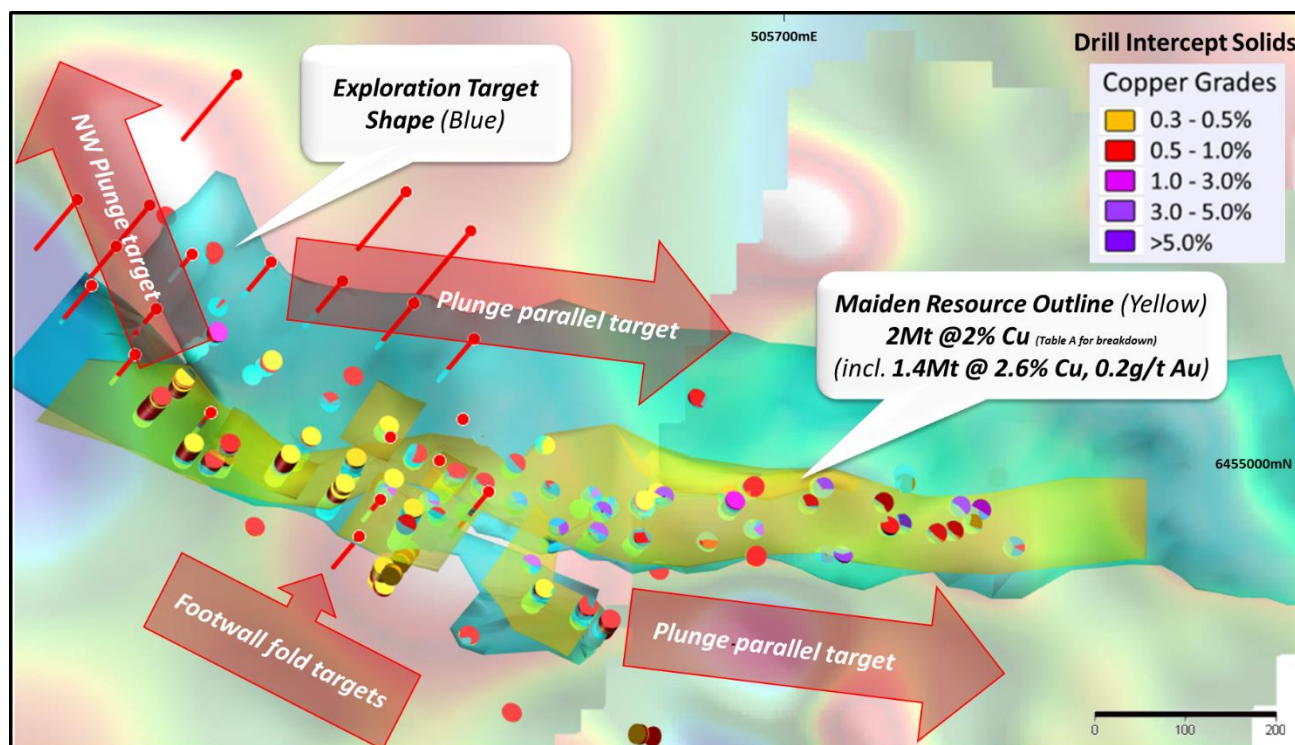 505700mE
Drill Intercept Solids
Copper Grades
0.3 - 0.5%
0.5 - 1.0%
1.0 - 3.0%
3.0 - 5.0%
>5.0%
Exploration Target
Shape (Blue)
NW Plunge target
Plunge parallel target
Maiden Resource Outline (Yellow)
2Mt @2% Cu (Table A for breakdown)
(incl. 1.4Mt @ 2.6% Cu, 0.2g/t Au)
6455000mN
Footwall fold targets
Plunge parallel target
0 100 200